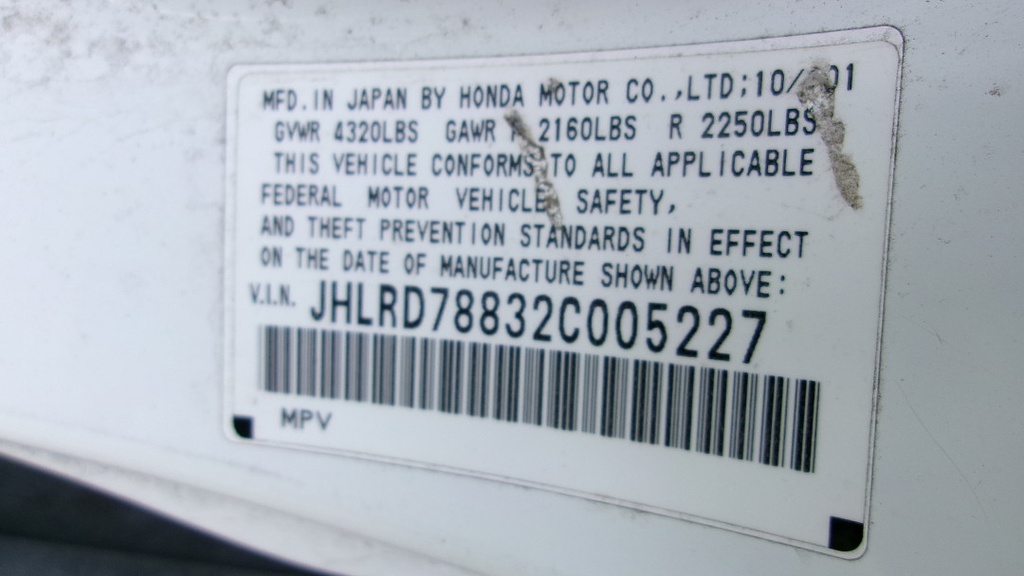 MFD. IN JAPAN BY HONDA MOTOR CO.,LTD;10/
GVWR 4320LBS GAWR F 2160LBS R 2250LBS
THIS VEHICLE CONFORMS TO ALL APPLICABLE
FEDERAL MOTOR VEHICLE SAFETY,
AND THEFT PREVENTION STANDARDS IN EFFECT
ON THE DATE OF MANUFACTURE SHOWN ABOVE:
V.I.N. JHLRD78832C005227
MPV